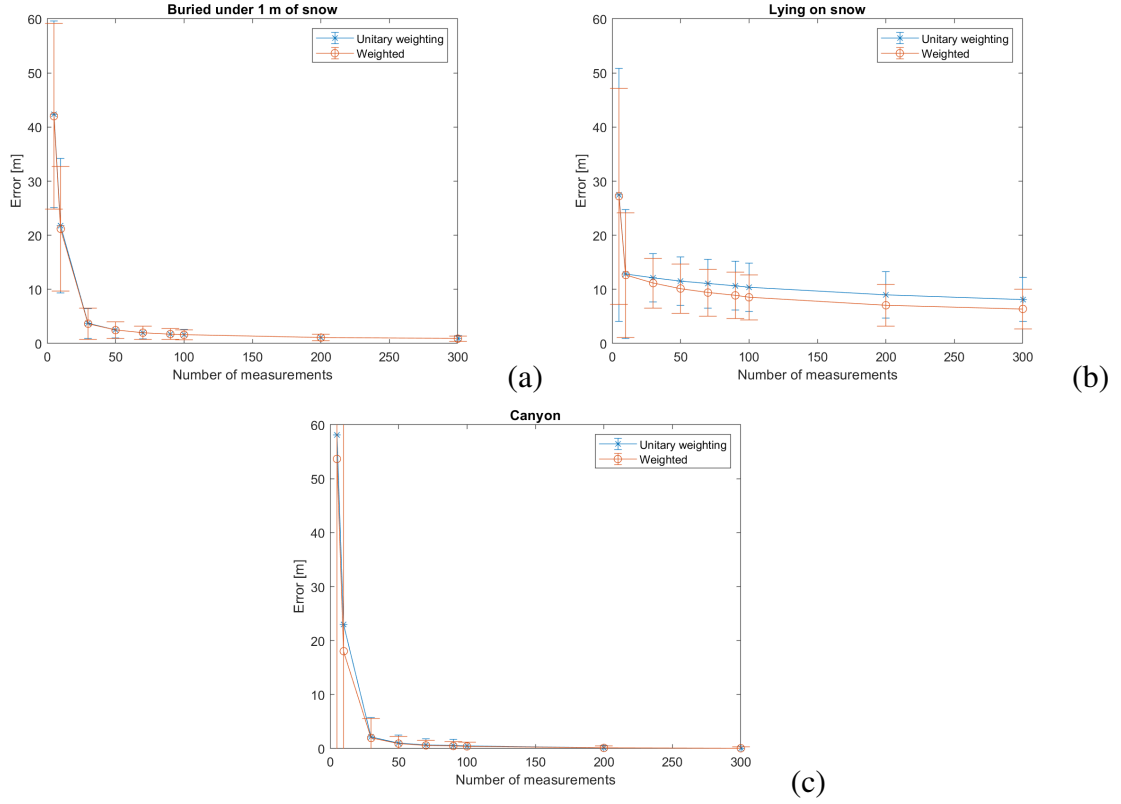 Buried under 1 m of snow
60
50
40
30
20
10
0
Error [m]
0 50 100 150 200 250 300
Number of measurements
Unitary weighting
Weighted
(a)
Lying on snow
60
50
40
30
20
10
0
Error [m]
0 50 100 150 200 250 300
Number of measurements
Unitary weighting
Weighted
(b)
Canyon
60
50
40
30
20
10
0
Error [m]
0 50 100 150 200 250 300
Number of measurements
Unitary weighting
Weighted
(c)